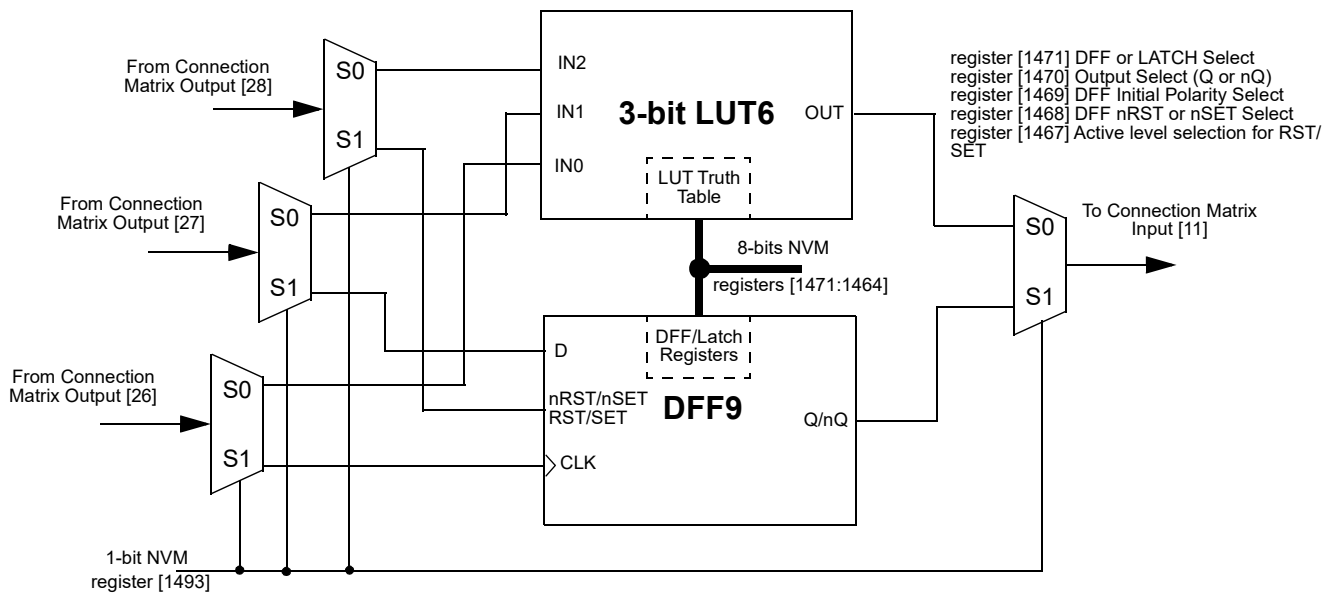 From Connection
Matrix Output [28]
S0
S1
From Connection
Matrix Output [27]
S0
S1
From Connection
Matrix Output [26]
S0
S1
1-bit NVM
register [1493]
IN2
IN1
IN0
3-bit LUT6
OUT
LUT Truth
Table
8-bits NVM
registers [1471:1464]
DFF/Latch
Registers
D
nRST/nSET
RST/SET
DFF9
Q/nQ
CLK
register [1471] DFF or LATCH Select
register [1470] Output Select (Q or nQ)
register [1469] DFF Initial Polarity Select
register [1468] DFF nRST or nSET Select
register [1467] Active level selection for RST/
SET
S0
S1
To Connection Matrix
Input [11]